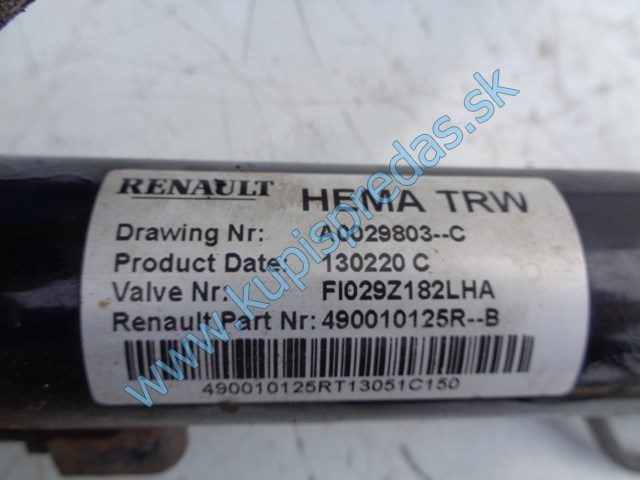 RENAULT HEMA TRW
Drawing Nr: A0029803--C
Product Date: 130220 C
Valve Nr: FI029Z182LHA
Renault Part Nr: 490010125R--B
490010125RT13051C150
www.kupispredas.sk